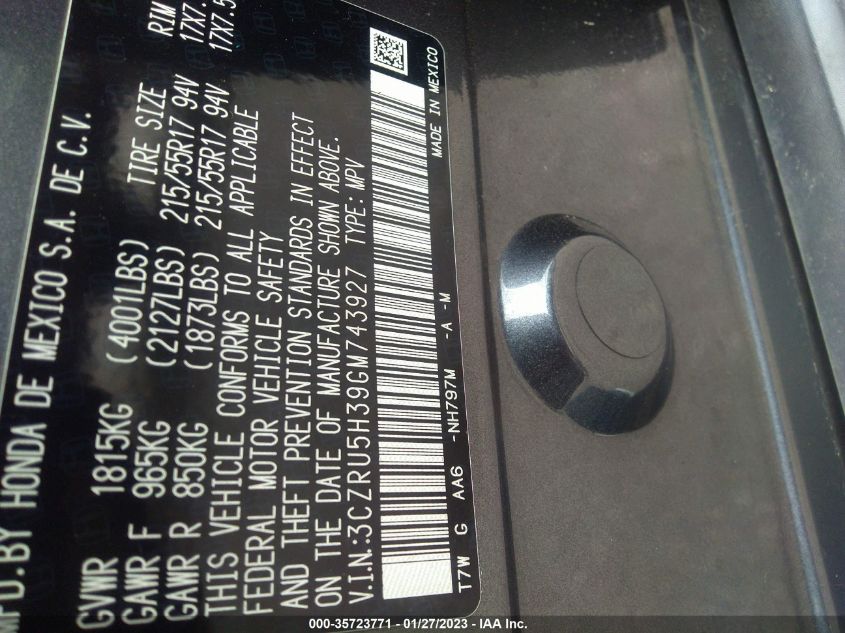 MFD.BY HONDA DE MEXICO S.A. DE C.V.
GVWR 1815KG (4001LBS) TIRE SIZE RIM
GAWR F 965KG (2127LBS) 215/55R17 94V 17X7.
GAWR R 850KG (1873LBS) 215/55R17 94V 17X7.5
THIS VEHICLE CONFORMS TO ALL APPLICABLE
FEDERAL MOTOR VEHICLE SAFETY
AND THEFT PREVENTION STANDARDS IN EFFECT
ON THE DATE OF MANUFACTURE SHOWN ABOVE.
V.I.N.:3CZRU5H39GM743927 TYPE: MPV
T7W G AA6 -NH797M -A -M MADE IN MEXICO
000-35723771 - 01/27/2023 - IAA Inc.